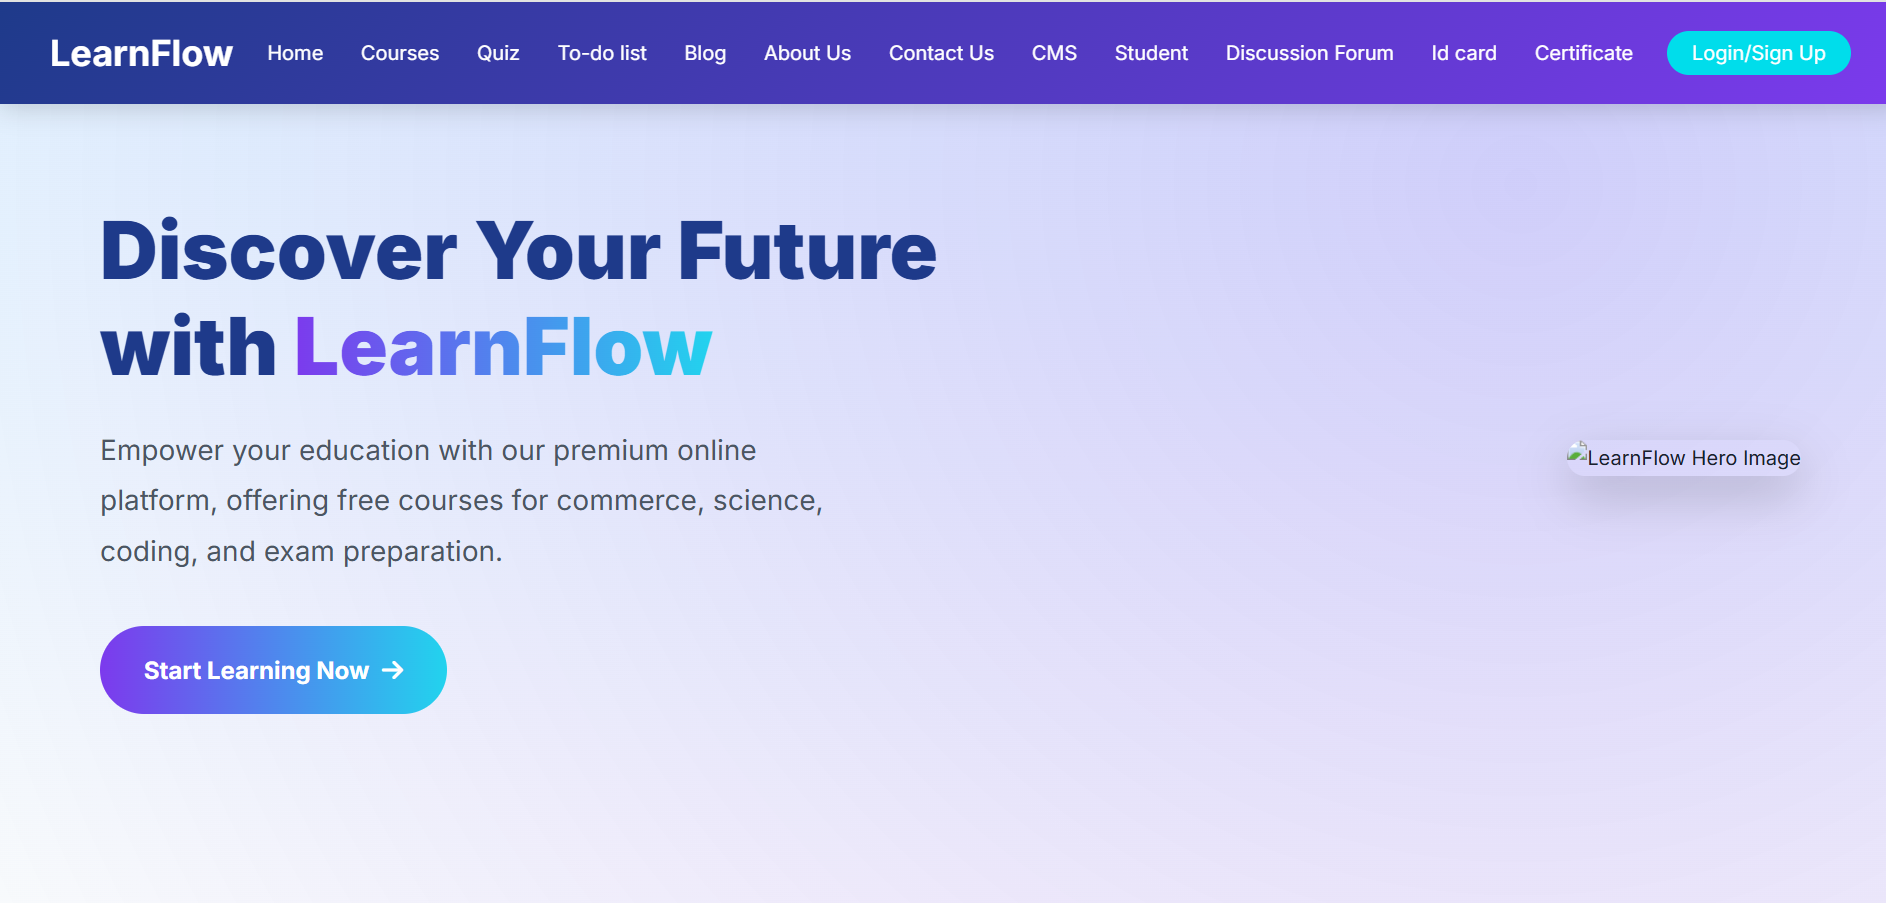 LearnFlow Home Courses Quiz To-do list Blog About Us Contact Us CMS Student Discussion Forum Id card Certificate Login/Sign Up
Discover Your Future
with LearnFlow
Empower your education with our premium online
platform, offering free courses for commerce, science,
coding, and exam preparation.
LearnFlow Hero Image
Start Learning Now →